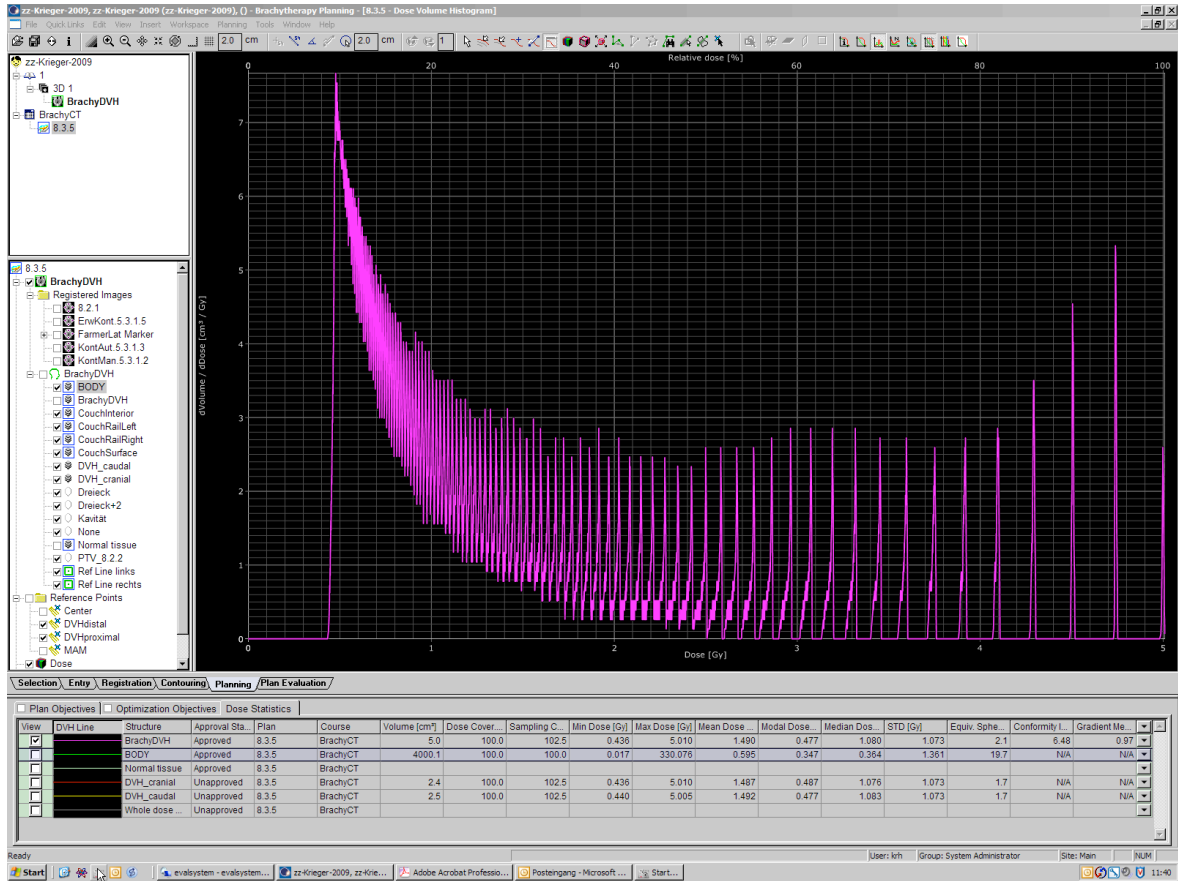 zz-Krieger-2009, zz-Krieger-2009 (zz-Krieger-2009), () - Brachytherapy Planning - [8.3.5 - Dose Volume Histogram]
File Quick Links Edit View Insert Workspace Planning Tools Window Help
2.0 cm 2.0 cm 1
zz-Krieger-2009
1
3D 1
BrachyDVH
BrachyCT
8.3.5
8.3.5
BrachyDVH
Registered Images
8.2.1
ErwKont.5.3.1.5
FarmerLat Marker
KontAut.5.3.1.3
KontMan.5.3.1.2
BrachyDVH
BODY
BrachyDVH
CouchInterior
CouchRailLeft
CouchRailRight
CouchSurface
DVH_caudal
DVH_cranial
Dreieck
Dreieck+2
Kavität
None
Normal tissue
PTV_8.2.2
Ref Line links
Ref Line rechts
Reference Points
Center
DVHdistal
DVHproximal
MAM
Dose
Relative dose [%]
0 20 40 60 80 100
dVolume / dDose [cm³ / Gy]
7
6
5
4
3
2
1
0
0 1 2 3 4 5
Dose [Gy]
Selection Entry Registration Contouring Planning Plan Evaluation
Plan Objectives Optimization Objectives Dose Statistics
View DVH Line Structure Approval Sta... Plan Course Volume [cm³] Dose Cover... Sampling C... Min Dose [Gy] Max Dose [Gy] Mean Dose ... Modal Dose... Median Dos... STD [Gy] Equiv. Sphe... Conformity I... Gradient Me...
BrachyDVH Approved 8.3.5 BrachyCT 5.0 100.0 102.5 0.436 5.010 1.490 0.477 1.080 1.073 2.1 6.48 0.97
BODY Approved 8.3.5 BrachyCT 4000.1 100.0 100.0 0.017 330.076 0.595 0.347 0.364 1.361 19.7 N/A N/A
Normal tissue Approved 8.3.5 BrachyCT
DVH_cranial Unapproved 8.3.5 BrachyCT 2.4 100.0 102.5 0.436 5.010 1.487 0.487 1.076 1.073 1.7 N/A N/A
DVH_caudal Unapproved 8.3.5 BrachyCT 2.5 100.0 102.5 0.440 5.005 1.492 0.477 1.083 1.073 1.7 N/A N/A
Whole dose ... Unapproved 8.3.5 BrachyCT
Ready User: krh Group: System Administrator Site: Main NUM
Start evalsystem - evalsystem... zz-Krieger-2009, zz-Krie... Adobe Acrobat Professio... Posteingang - Microsoft ... Start... 11:40